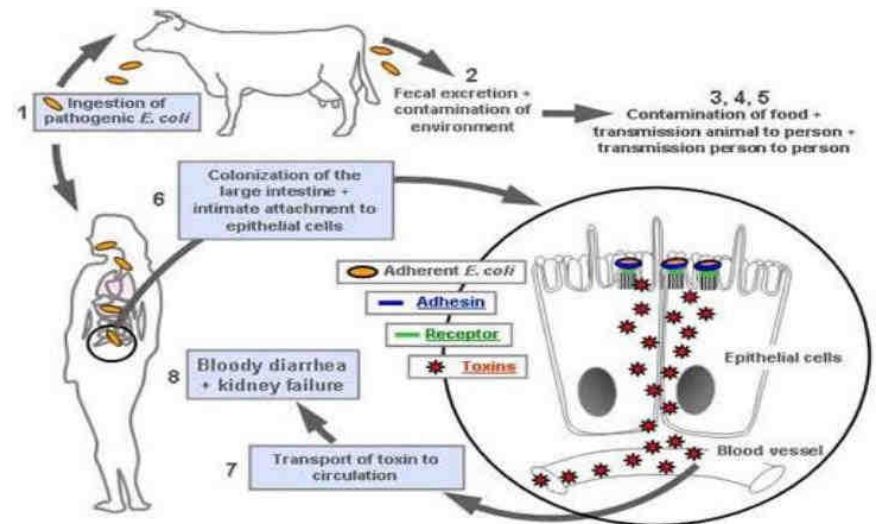 1
Ingestion of
pathogenic E. coli
2
Fecal excretion +
contamination of
environment
3, 4, 5
Contamination of food +
transmission animal to person +
transmission person to person
6
Colonization of the
large intestine +
intimate attachment to
epithelial cells
Adherent E. coli
Adhesin
Receptor
Toxins
Epithelial cells
Blood vessel
7
Transport of toxin to
circulation
8
Bloody diarrhea
+ kidney failure